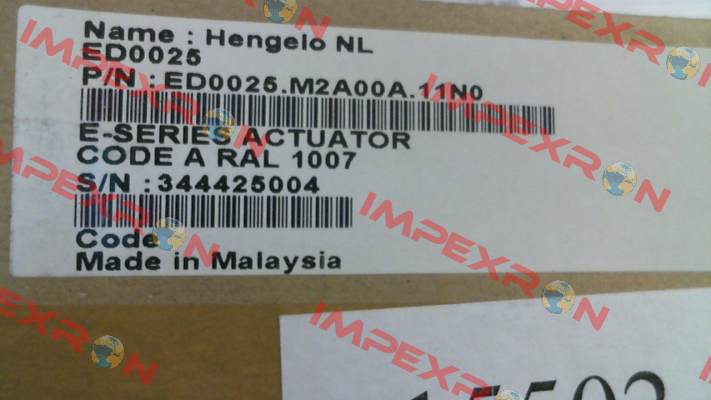 Name : Hengelo NL
ED0025
P/N : ED0025.M2A00A.11N0
E-SERIES ACTUATOR
CODE A RAL 1007
S/N :344425004
Code
Made in Malaysia
IMPEXRON